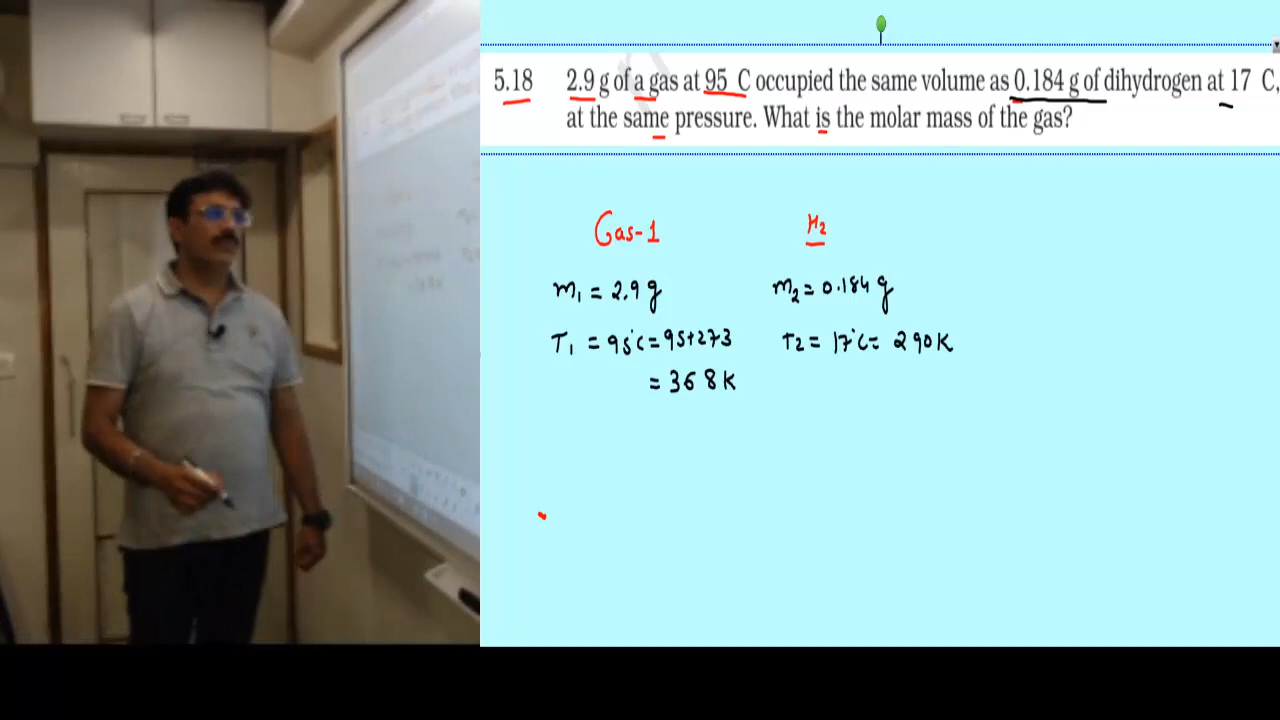 5.18 2.9 g of a gas at 95 C occupied the same volume as 0.184 g of dihydrogen at 17 C,
at the same pressure. What is the molar mass of the gas?
Gas-1 H₂
m₁ = 2.9 g m₂ = 0.184 g
T₁ = 95°C = 95+273 T₂ = 17°C = 290K
= 368K